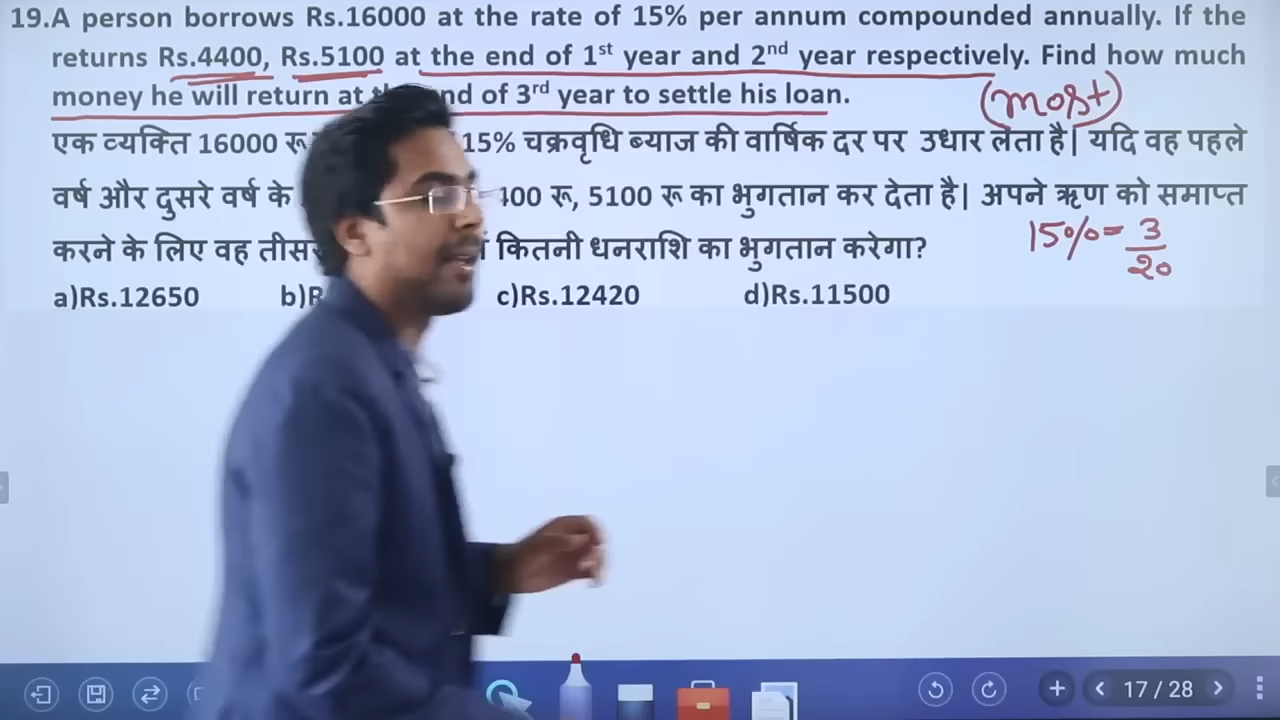 19.A person borrows Rs.16000 at the rate of 15% per annum compounded annually. If the
returns Rs.4400, Rs.5100 at the end of 1st year and 2nd year respectively. Find how much
money he will return at end of 3rd year to settle his loan.
(most)
एक व्यक्ति 16000 रू 15% चक्रवृधि ब्याज की वार्षिक दर पर उधार लेता है| यदि वह पहले
वर्ष और दुसरे वर्ष के 400 रू, 5100 रू का भुगतान कर देता है| अपने ऋण को समाप्त
करने के लिए वह कितनी धनराशि का भुगतान करेगा?
15%=3/20
a)Rs.12650 b) c)Rs.12420 d)Rs.11500
17 / 28